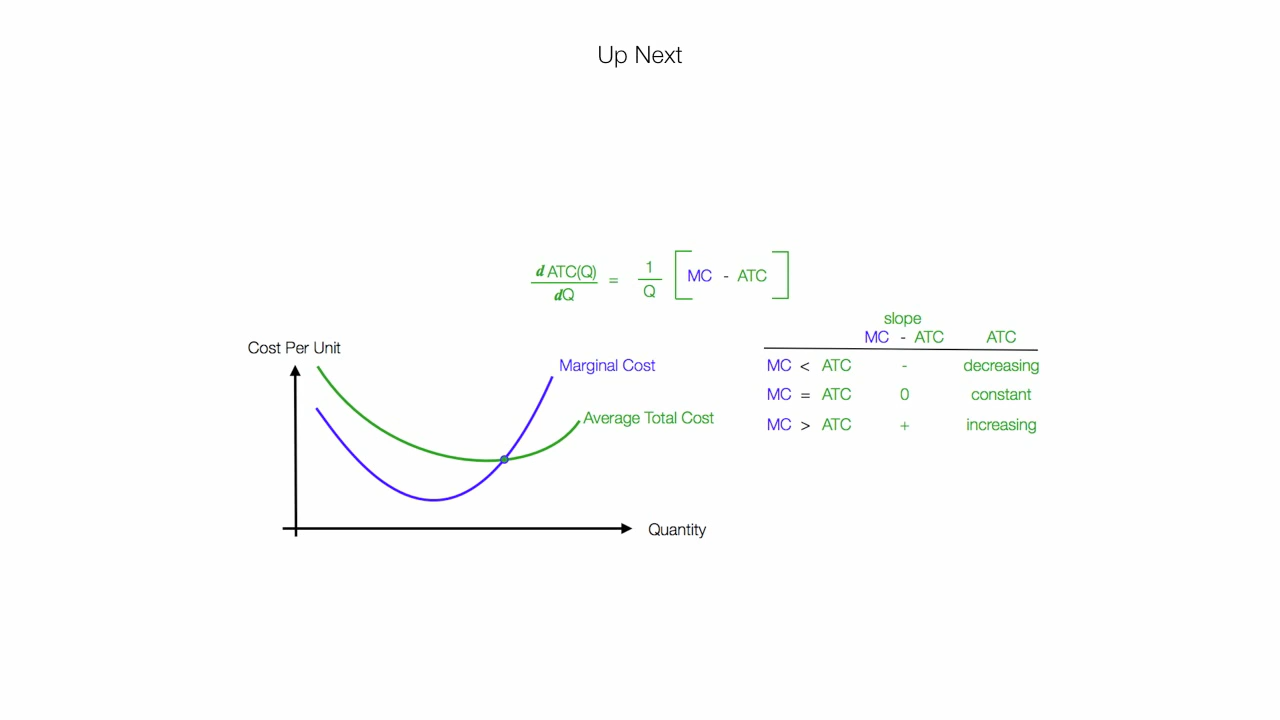 Up Next
d ATC(Q) / dQ = 1 / Q [ MC - ATC ]
slope
MC - ATC ATC
MC < ATC - decreasing
MC = ATC 0 constant
MC > ATC + increasing
Cost Per Unit
Marginal Cost
Average Total Cost
Quantity